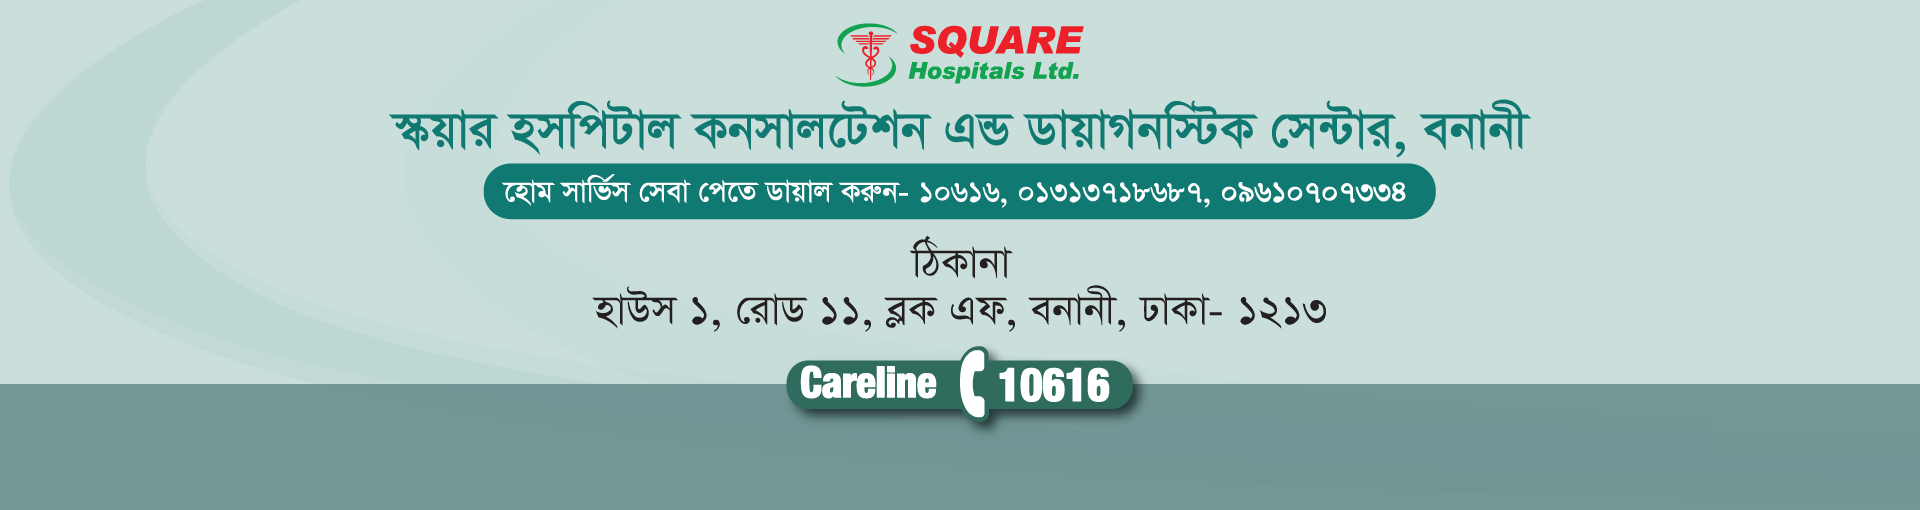 SQUARE
Hospitals Ltd.
স্কয়ার হসপিটাল কনসালটেশন এন্ড ডায়াগনস্টিক সেন্টার, বনানী
হোম সার্ভিস সেবা পেতে ডায়াল করুন- ১০৬১৬, ০১৩১৩৭১৮৬৮৭, ০৯৬১০৭০৭৩৩৪
ঠিকানা
হাউস ১, রোড ১১, ব্লক এফ, বনানী, ঢাকা- ১২১৩
Careline 10616